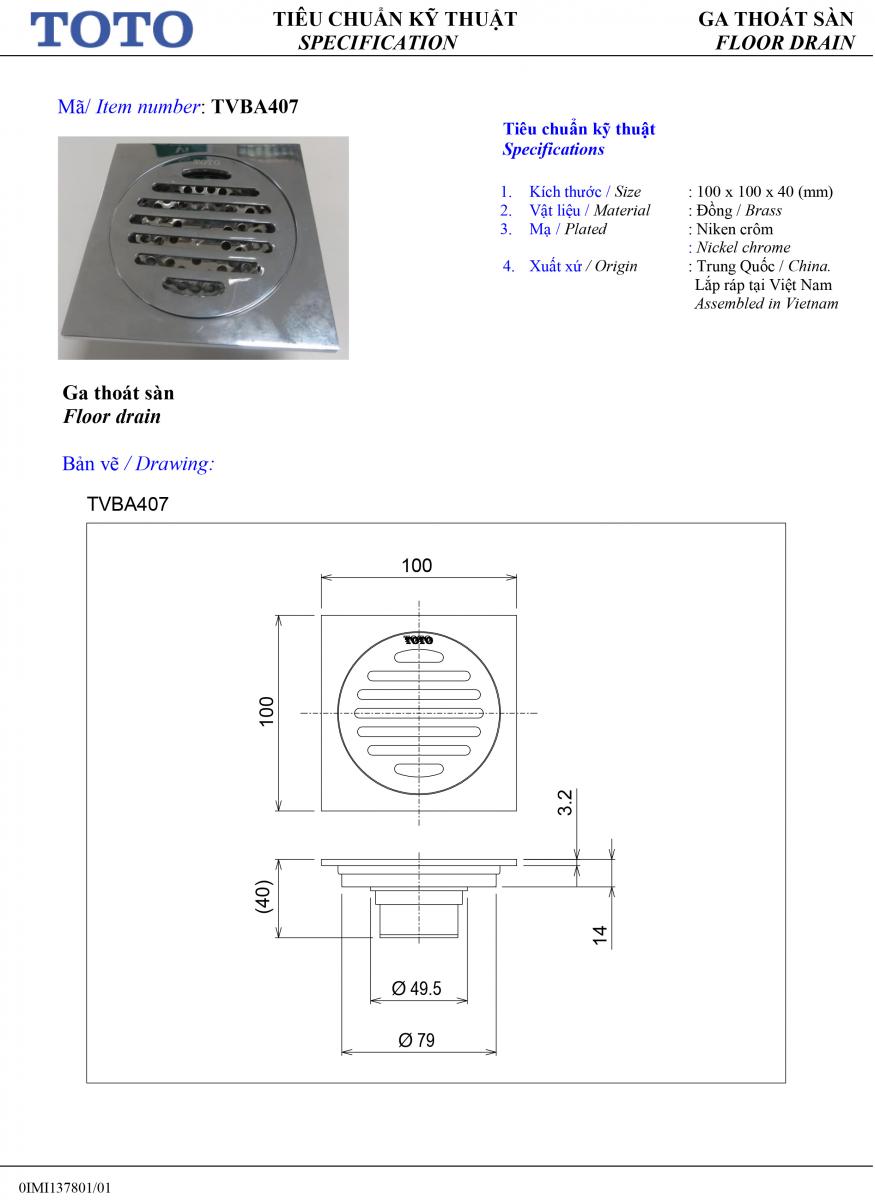 TOTO
TIÊU CHUẨN KỸ THUẬT
SPECIFICATION
GA THOÁT SÀN
FLOOR DRAIN
Mã/ Item number: TVBA407
TOTO
Tiêu chuẩn kỹ thuật
Specifications
1. Kích thước / Size : 100 x 100 x 40 (mm)
2. Vật liệu / Material : Đồng / Brass
3. Mạ / Plated : Niken crôm
: Nickel chrome
4. Xuất xứ / Origin : Trung Quốc / China.
Lắp ráp tại Việt Nam
Assembled in Vietnam
Ga thoát sàn
Floor drain
Bản vẽ / Drawing:
TVBA407
100
TOTO
100
3.2
(40)
14
Ø 49.5
Ø 79
0IMI137801/01